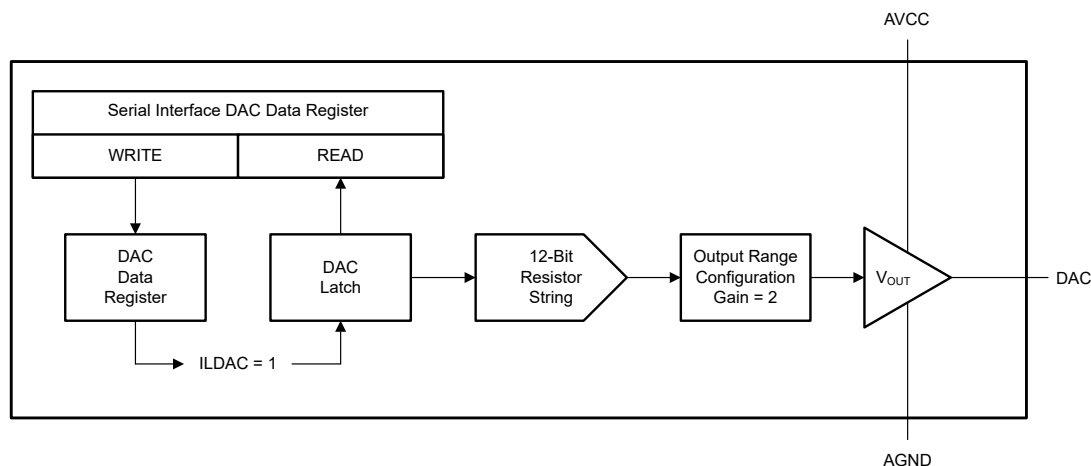 AVCC
Serial Interface DAC Data Register
WRITE
READ
DAC
Data
Register
DAC
Latch
12-Bit
Resistor
String
Output Range
Configuration
Gain = 2
VOUT
DAC
ILDAC = 1
AGND